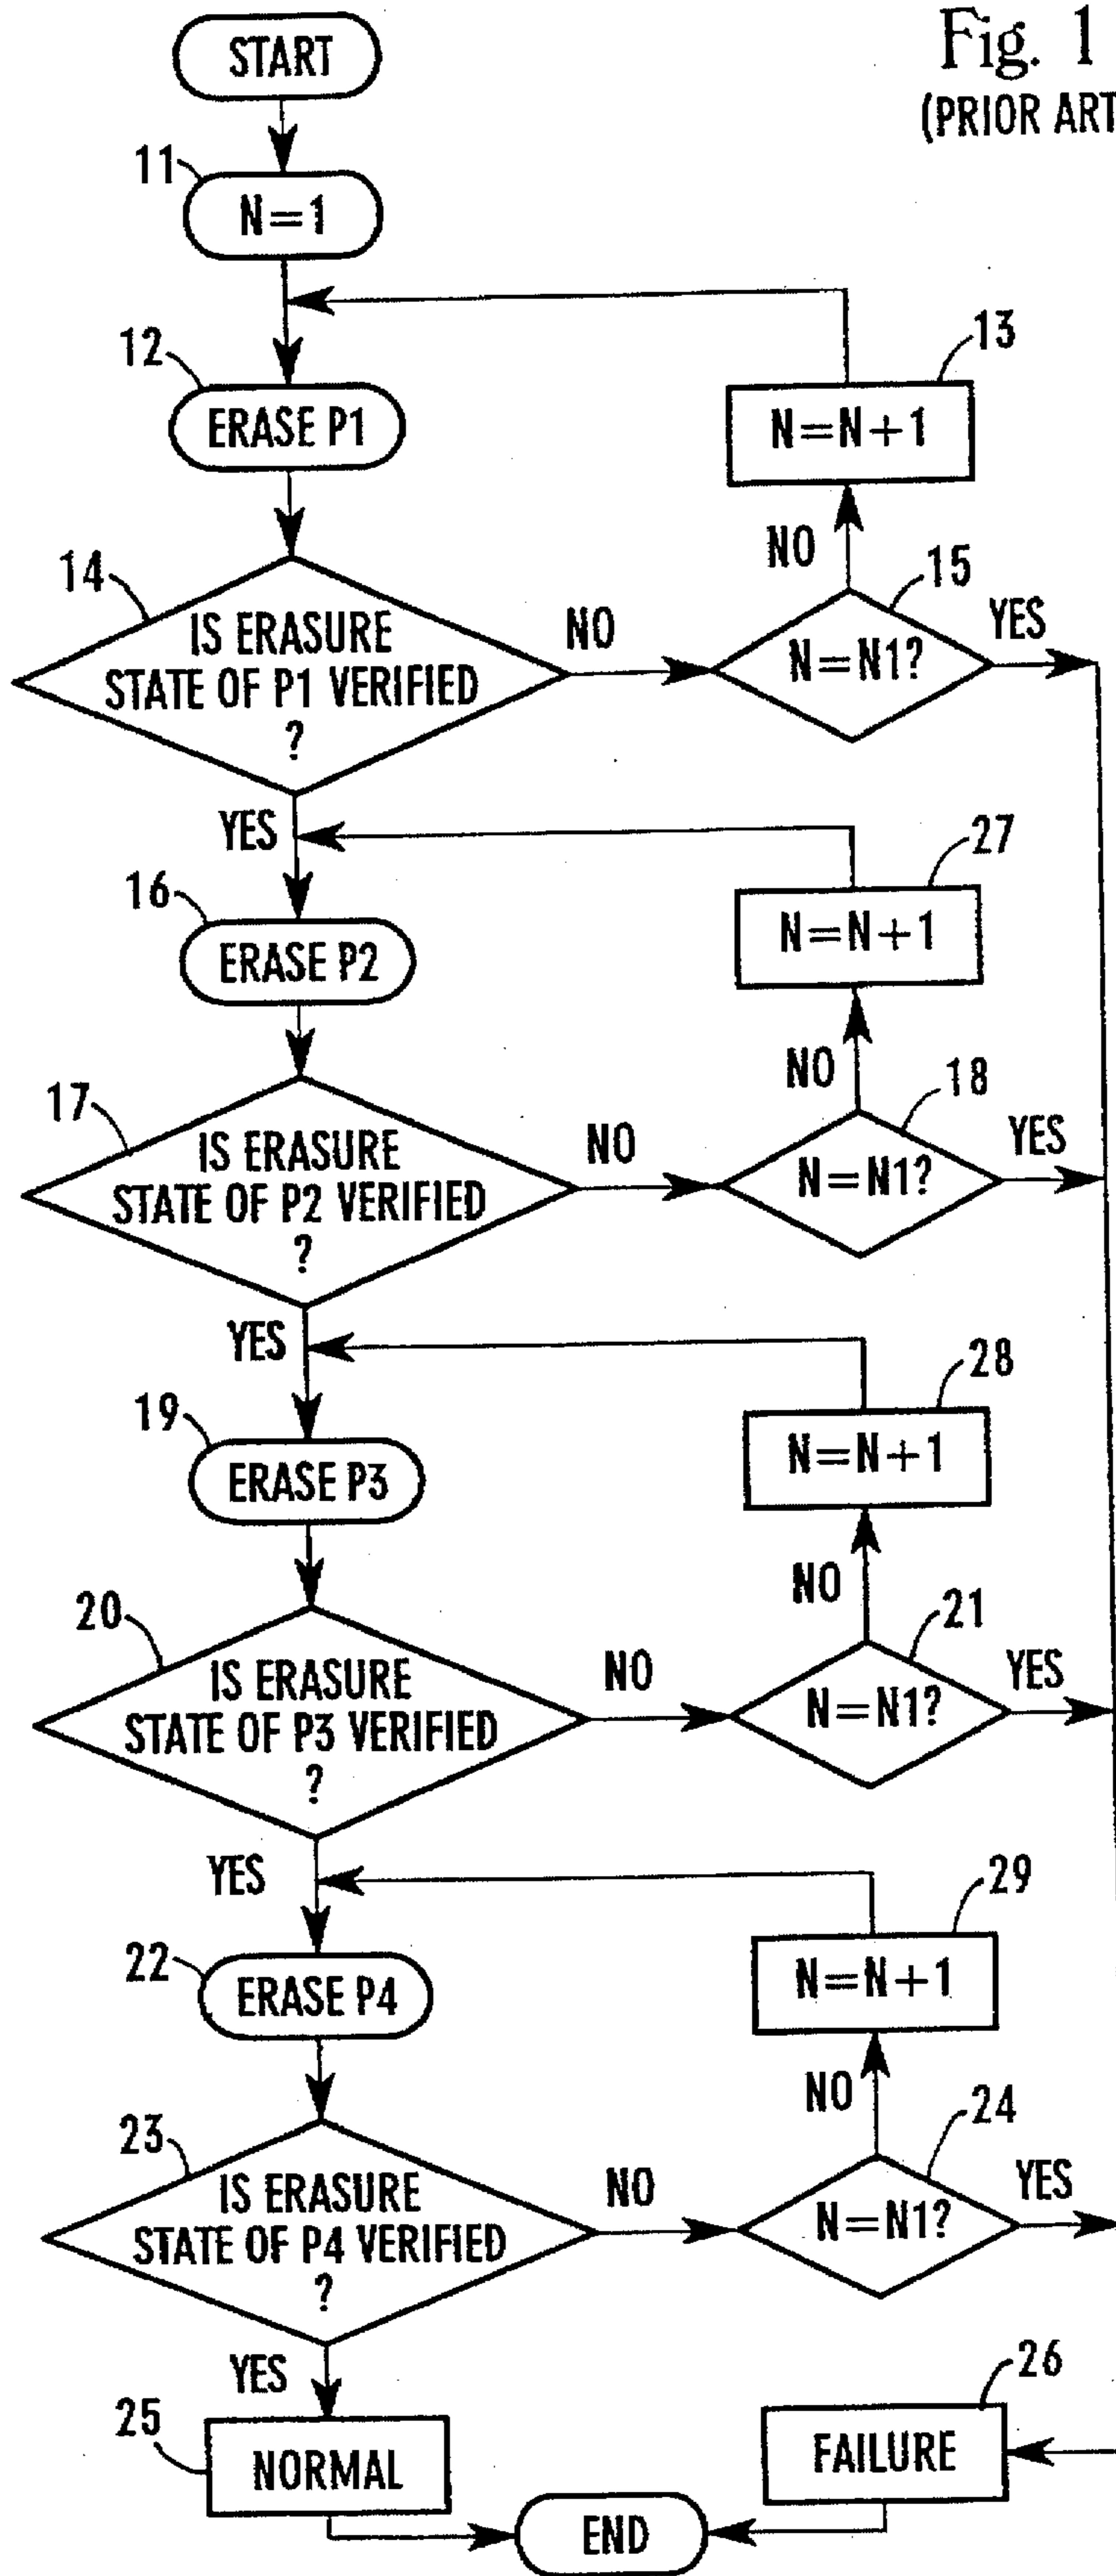 Fig. 1
(PRIOR ART
START
11
N=1
12
ERASE P1
13
N=N+1
NO
14
IS ERASURE
STATE OF P1 VERIFIED
?
NO
15
N=N1?
YES
YES
16
ERASE P2
27
N=N+1
NO
17
IS ERASURE
STATE OF P2 VERIFIED
?
NO
18
N=N1?
YES
YES
19
ERASE P3
28
N=N+1
NO
20
IS ERASURE
STATE OF P3 VERIFIED
?
NO
21
N=N1?
YES
YES
22
ERASE P4
29
N=N+1
NO
23
IS ERASURE
STATE OF P4 VERIFIED
?
NO
24
N=N1?
YES
YES
25
NORMAL
26
FAILURE
END